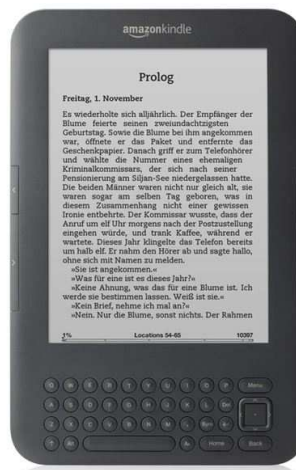 amazonkindle
Prolog
Freitag, 1. November
Es wiederholte sich alljährlich. Der Empfänger der
Blume feierte seinen zweiundachtzigsten
Geburtstag. Sowie die Blume bei ihm angekommen
war, öffnete er das Paket und entfernte das
Geschenkpapier. Danach griff er zum Telefonhörer
und wählte die Nummer eines ehemaligen
Kriminalkommissars, der sich nach seiner
Pensionierung am Siljan-See niedergelassen hatte.
Die beiden Männer waren nicht nur gleich alt, sie
waren sogar am selben Tag geboren, was in
diesem Zusammenhang nicht einer gewissen
Ironie entbehrte. Der Kommissar wusste, dass der
Anruf um elf Uhr morgens nach der Postzustellung
eingehen würde, und trank Kaffee, während er
wartete. Dieses Jahr klingelte das Telefon bereits
um halb elf. Er nahm den Hörer ab und sagte hallo,
ohne sich mit Namen zu melden.
»Sie ist angekommen.«
»Was für eine ist es dieses Jahr?«
»Keine Ahnung, was das für eine Blume ist. Ich
werde sie bestimmen lassen. Weiß ist sie.«
»Kein Brief, nehme ich mal an?«
»Nein. Nur die Blume, sonst nichts. Der Rahmen
1% Locations 54-65 10397
Q W E R T Y U I O P Menu
A S D F G H J K L Del
Z X C V B N M Sym
Alt Aa Home Back